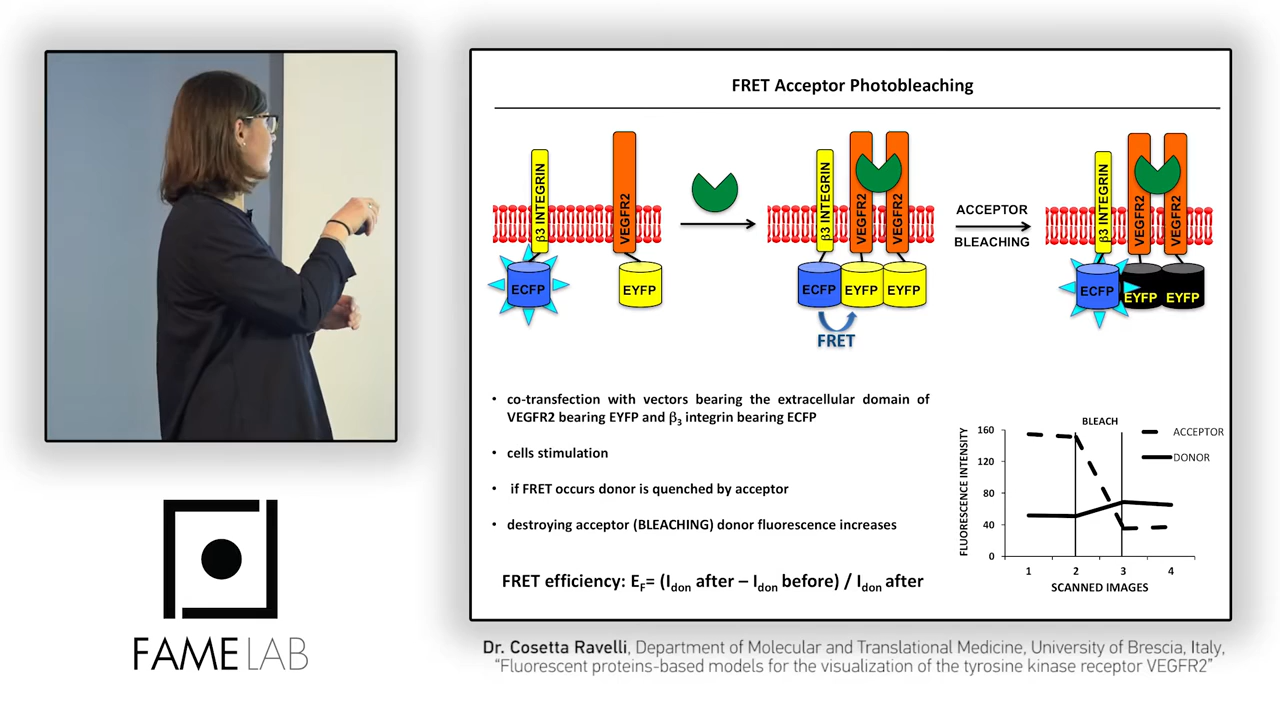 FRET Acceptor Photobleaching
β3 INTEGRIN
VEGFR2
ECFP
EYFP
β3 INTEGRIN
VEGFR2
VEGFR2
ECFP
EYFP
EYFP
FRET
ACCEPTOR
BLEACHING
β3 INTEGRIN
VEGFR2
VEGFR2
ECFP
EYFP
EYFP
• co-transfection with vectors bearing the extracellular domain of
VEGFR2 bearing EYFP and β3 integrin bearing ECFP
• cells stimulation
• if FRET occurs donor is quenched by acceptor
• destroying acceptor (BLEACHING) donor fluorescence increases
FRET efficiency: EF= (Idon after – Idon before) / Idon after
BLEACH
ACCEPTOR
DONOR
FLUORESCENCE INTENSITY
160
120
80
40
0
1 2 3 4
SCANNED IMAGES
FAMELAB
Dr. Cosetta Ravelli, Department of Molecular and Translational Medicine, University of Brescia, Italy,
“Fluorescent proteins-based models for the visualization of the tyrosine kinase receptor VEGFR2”